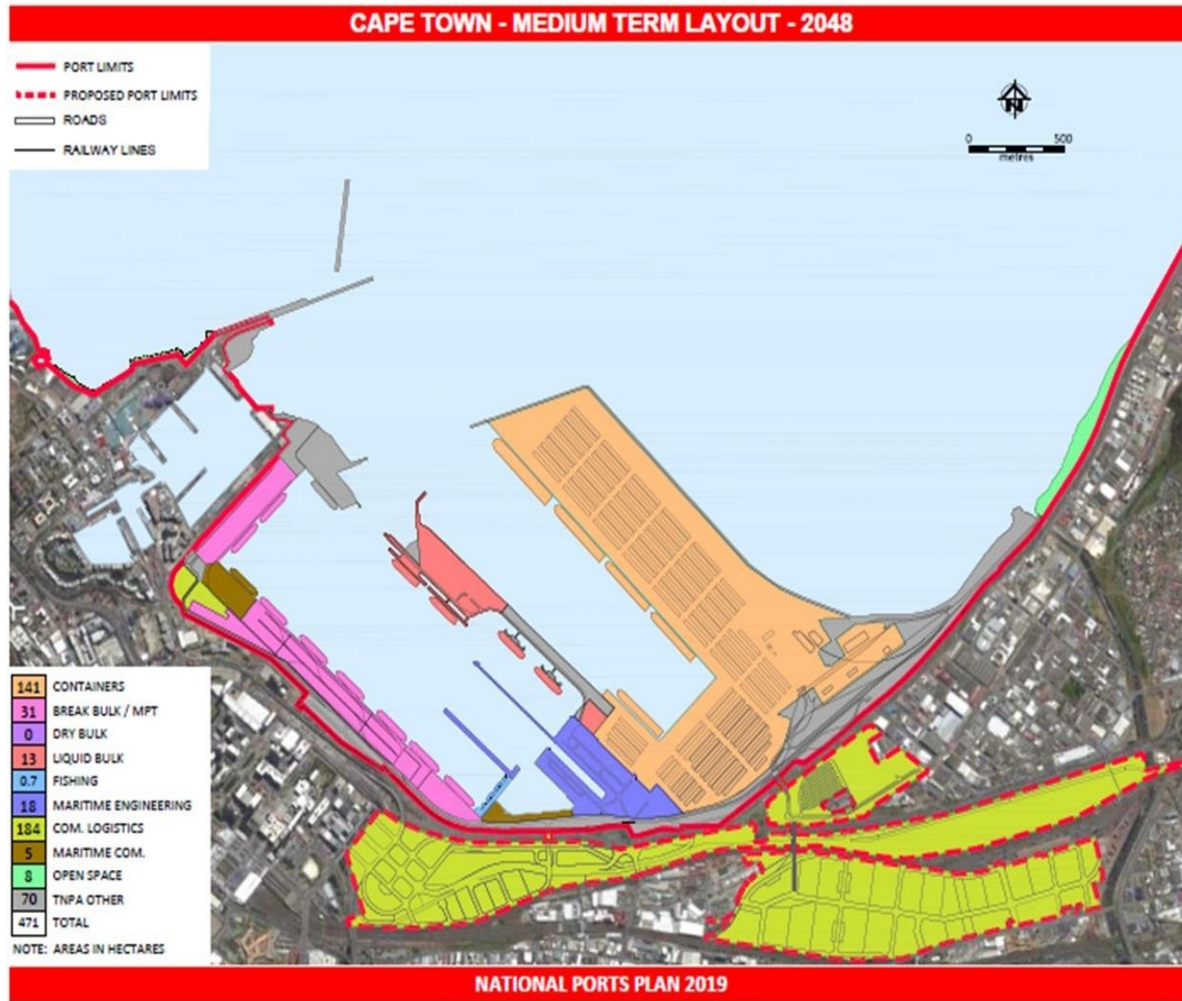 CAPE TOWN - MEDIUM TERM LAYOUT - 2048
PORT LIMITS
PROPOSED PORT LIMITS
ROADS
RAILWAY LINES
N
0 500
metres
141 CONTAINERS
31 BREAK BULK / MPT
0 DRY BULK
13 LIQUID BULK
0.7 FISHING
18 MARITIME ENGINEERING
184 COM. LOGISTICS
5 MARITIME COM.
8 OPEN SPACE
70 TNPA OTHER
471 TOTAL
NOTE: AREAS IN HECTARES
NATIONAL PORTS PLAN 2019